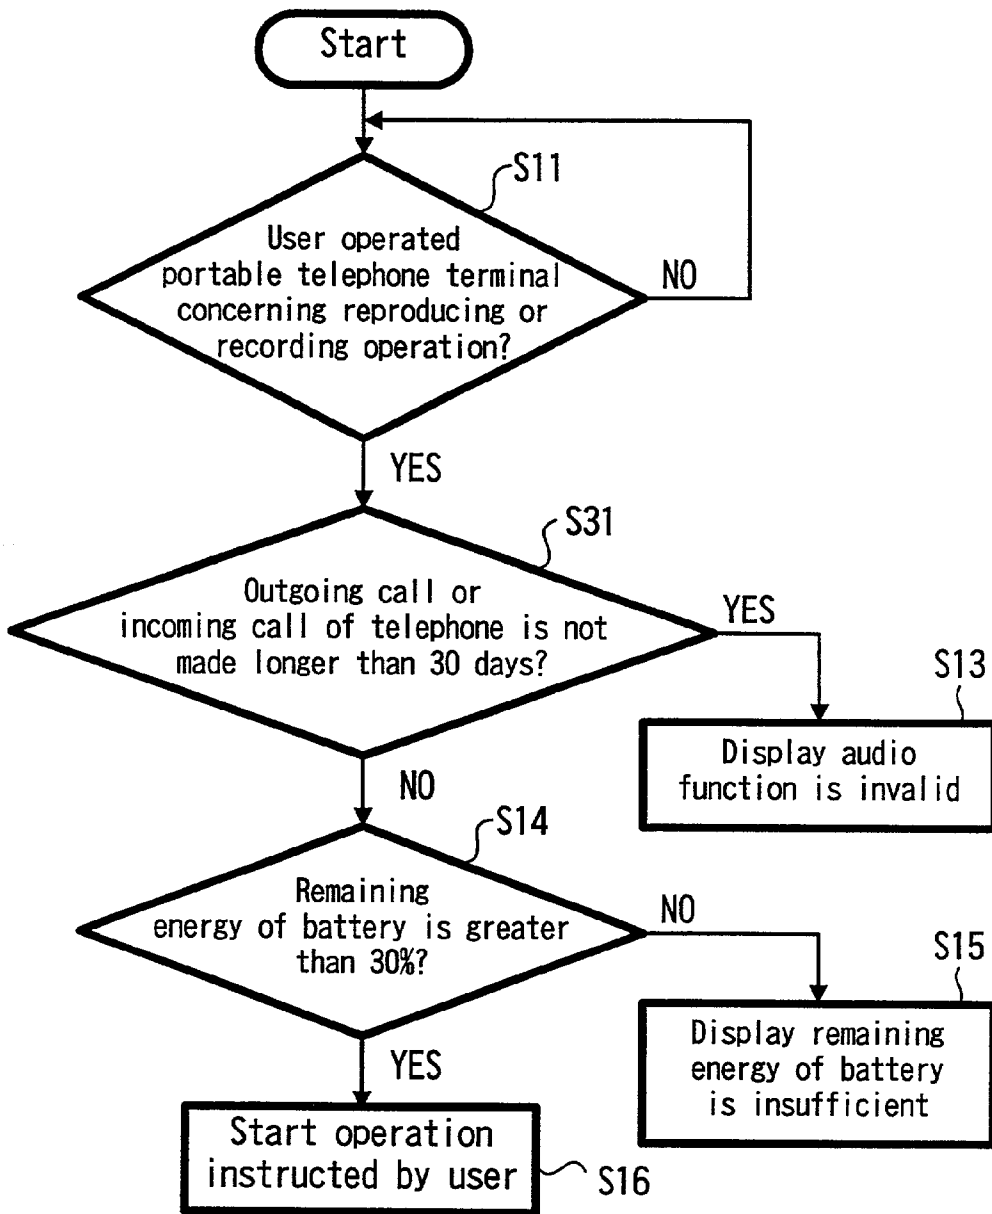 Start
S11
User operated
portable telephone terminal
concerning reproducing or
recording operation?
NO
YES
S31
Outgoing call or
incoming call of telephone is not
made longer than 30 days?
YES
S13
Display audio
function is invalid
NO
S14
Remaining
energy of battery is greater
than 30%?
NO
S15
Display remaining
energy of battery
is insufficient
YES
Start operation
instructed by user
S16